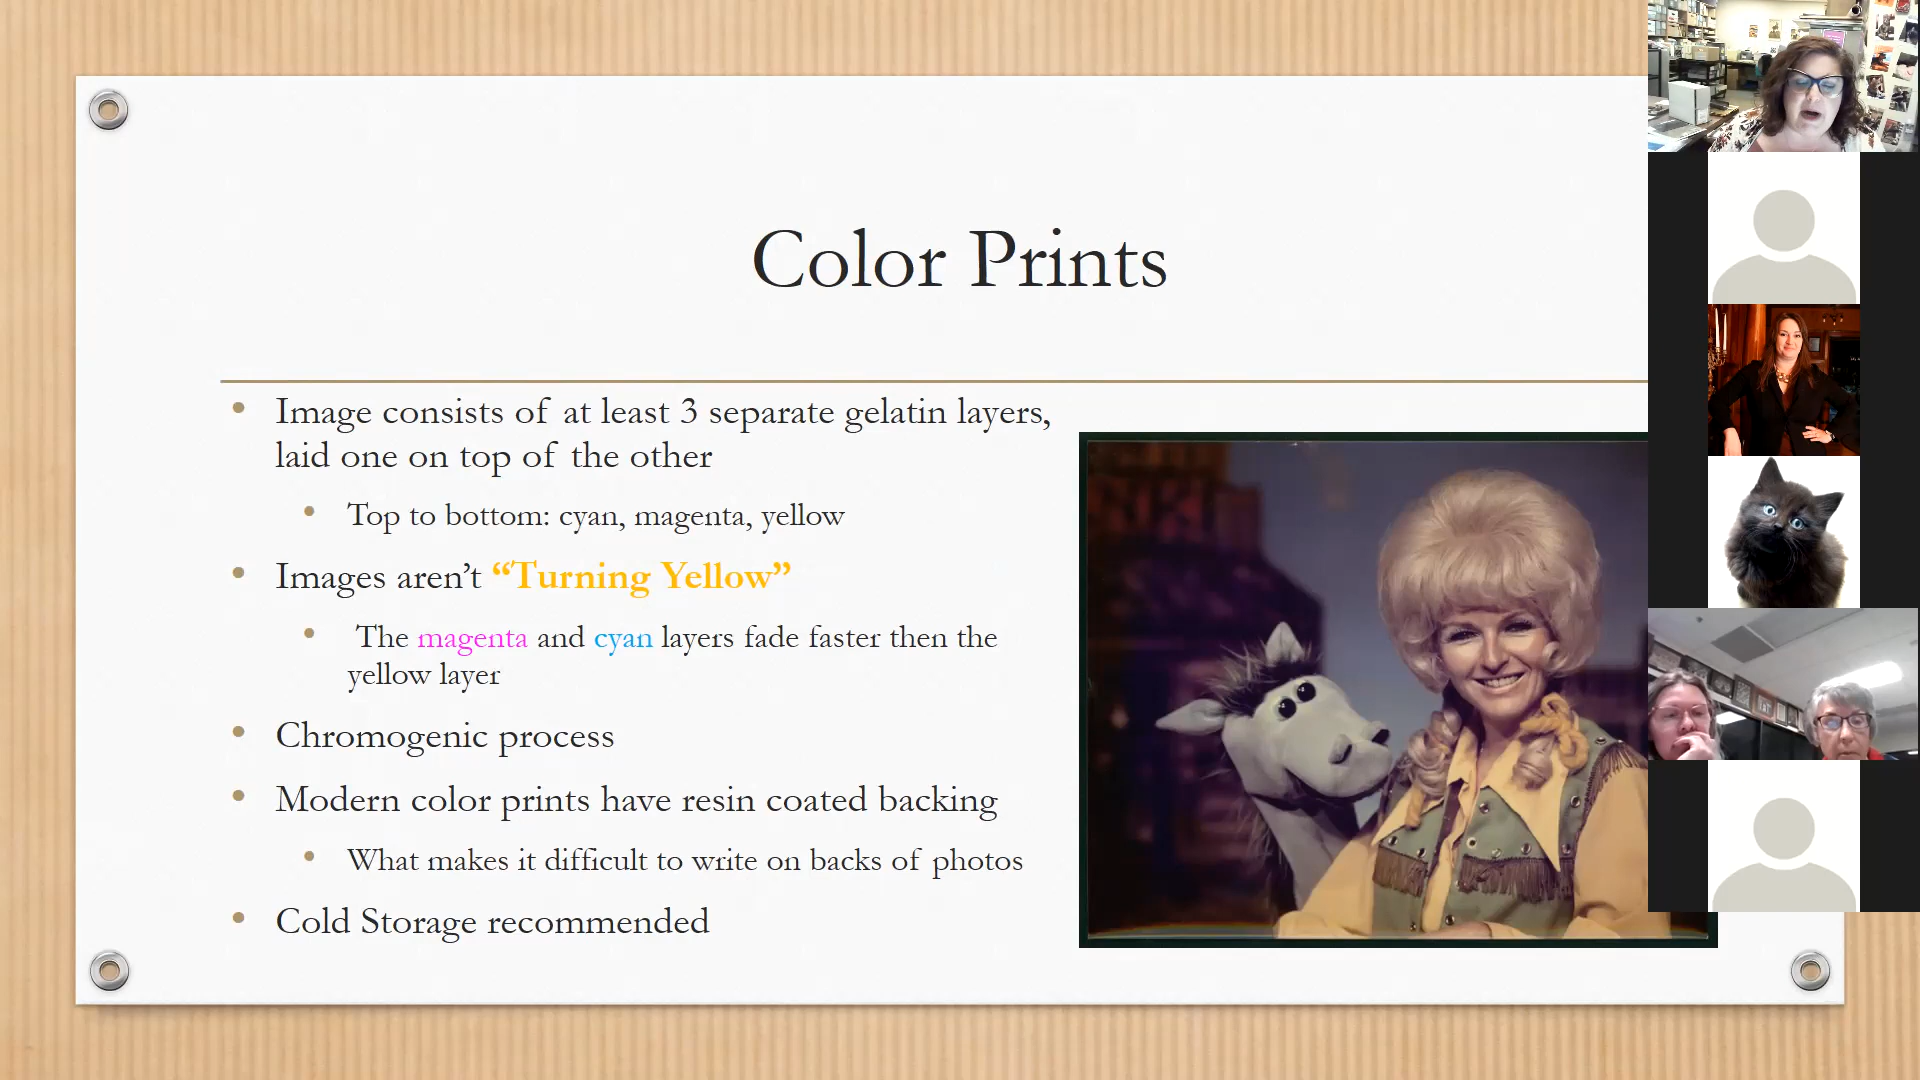 Color Prints
Image consists of at least 3 separate gelatin layers,
laid one on top of the other
Top to bottom: cyan, magenta, yellow
Images aren’t “Turning Yellow”
The magenta and cyan layers fade faster then the
yellow layer
Chromogenic process
Modern color prints have resin coated backing
What makes it difficult to write on backs of photos
Cold Storage recommended